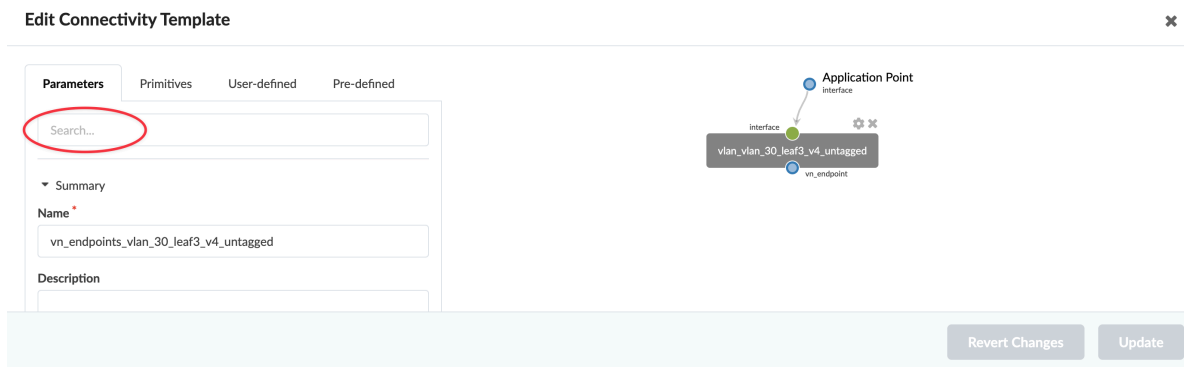 Edit Connectivity Template
Parameters Primitives User-defined Pre-defined
Search...
Summary
Name *
vn_endpoints_vlan_30_leaf3_v4_untagged
Description
Application Point
interface
interface
vlan_vlan_30_leaf3_v4_untagged
vn_endpoint
Revert Changes Update